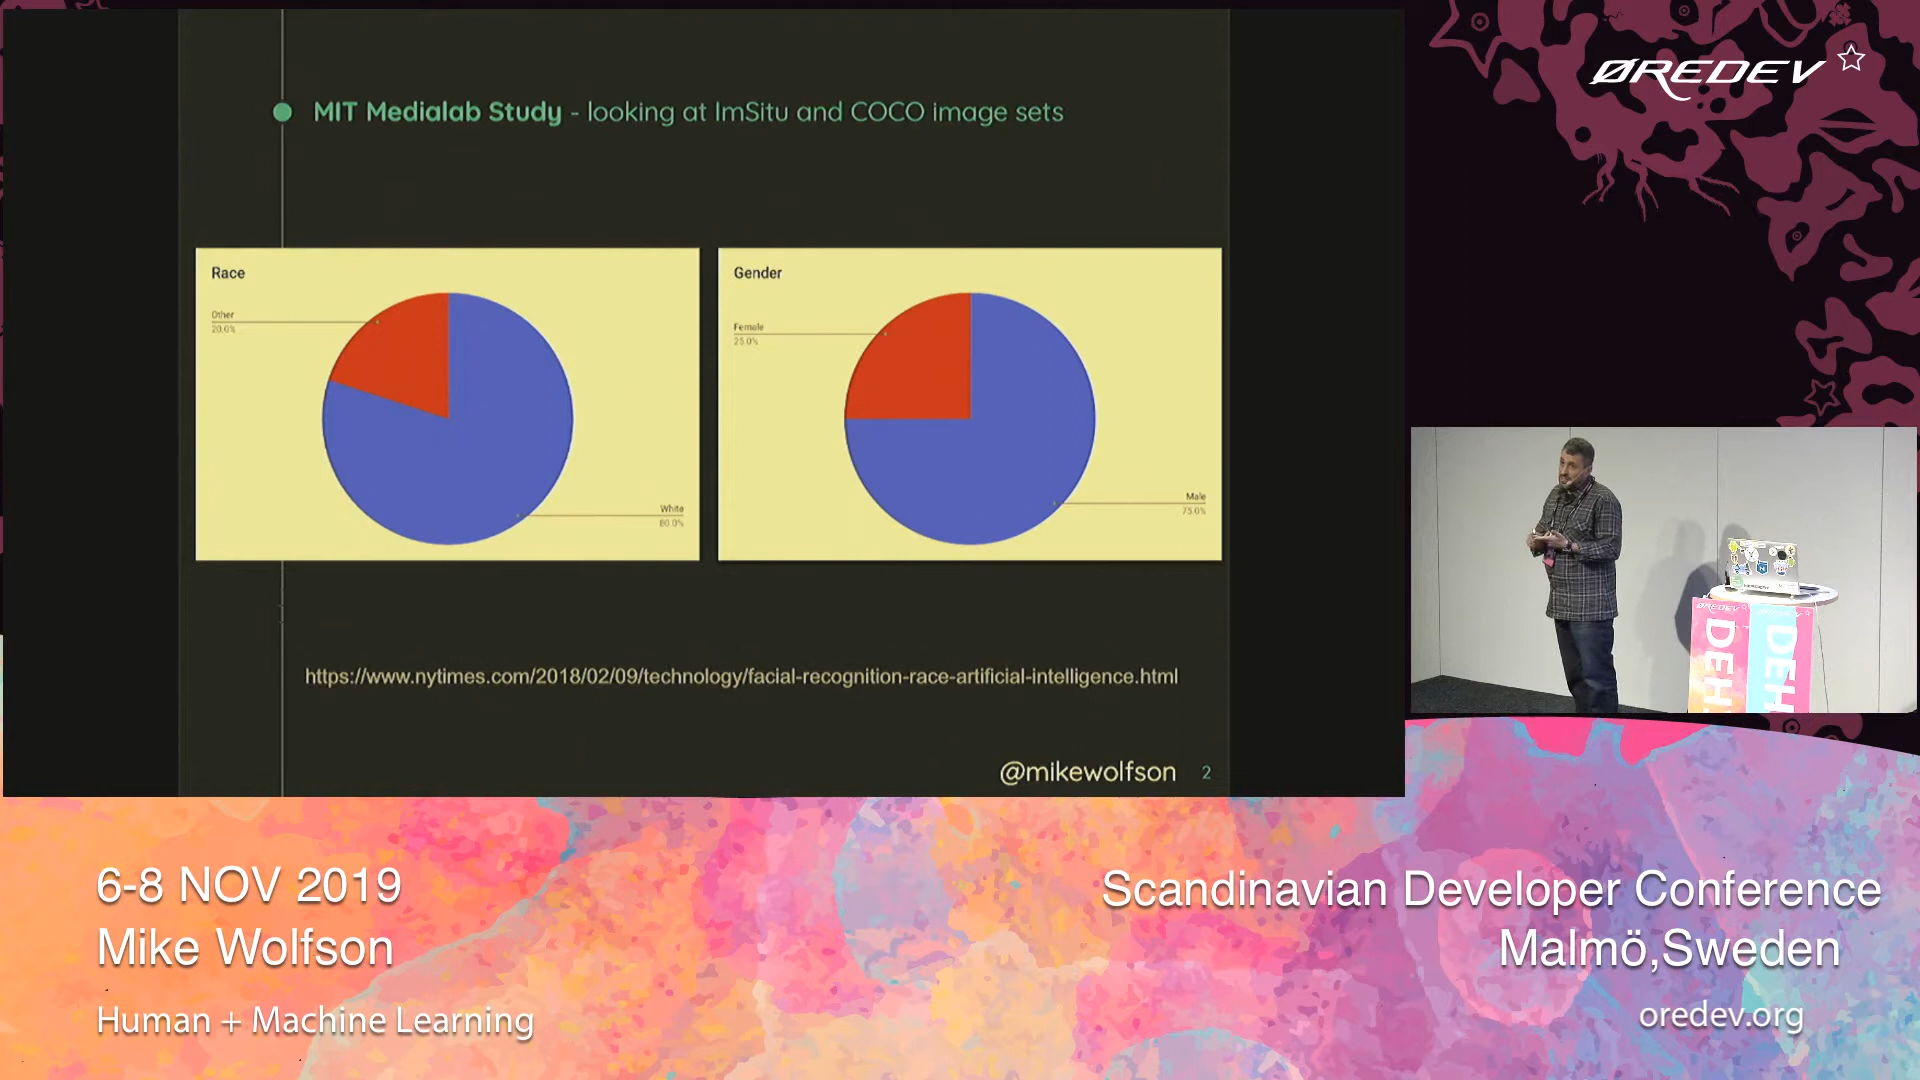 MIT Medialab Study - looking at ImSitu and COCO image sets
Race
Other
20.0%
White
80.0%
Gender
Female
25.0%
Male
75.0%
https://www.nytimes.com/2018/02/09/technology/facial-recognition-race-artificial-intelligence.html
@mikewolfson 2
ØREDEV
ØREDEV
DEH
DEH
6-8 NOV 2019
Mike Wolfson
Human + Machine Learning
Scandinavian Developer Conference
Malmö,Sweden
oredev.org